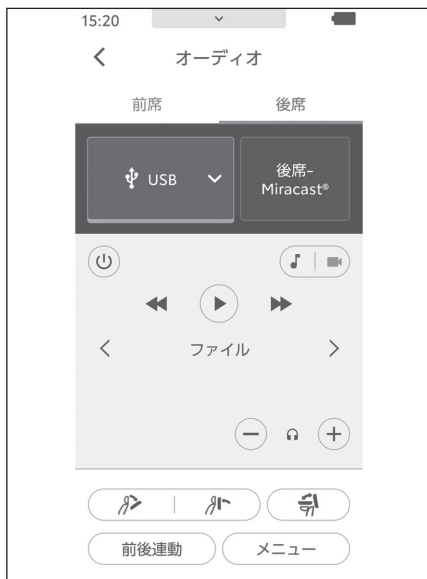 15:20
オーディオ
前席 後席
USB
後席-
Miracast®
ファイル
前後連動 メニュー